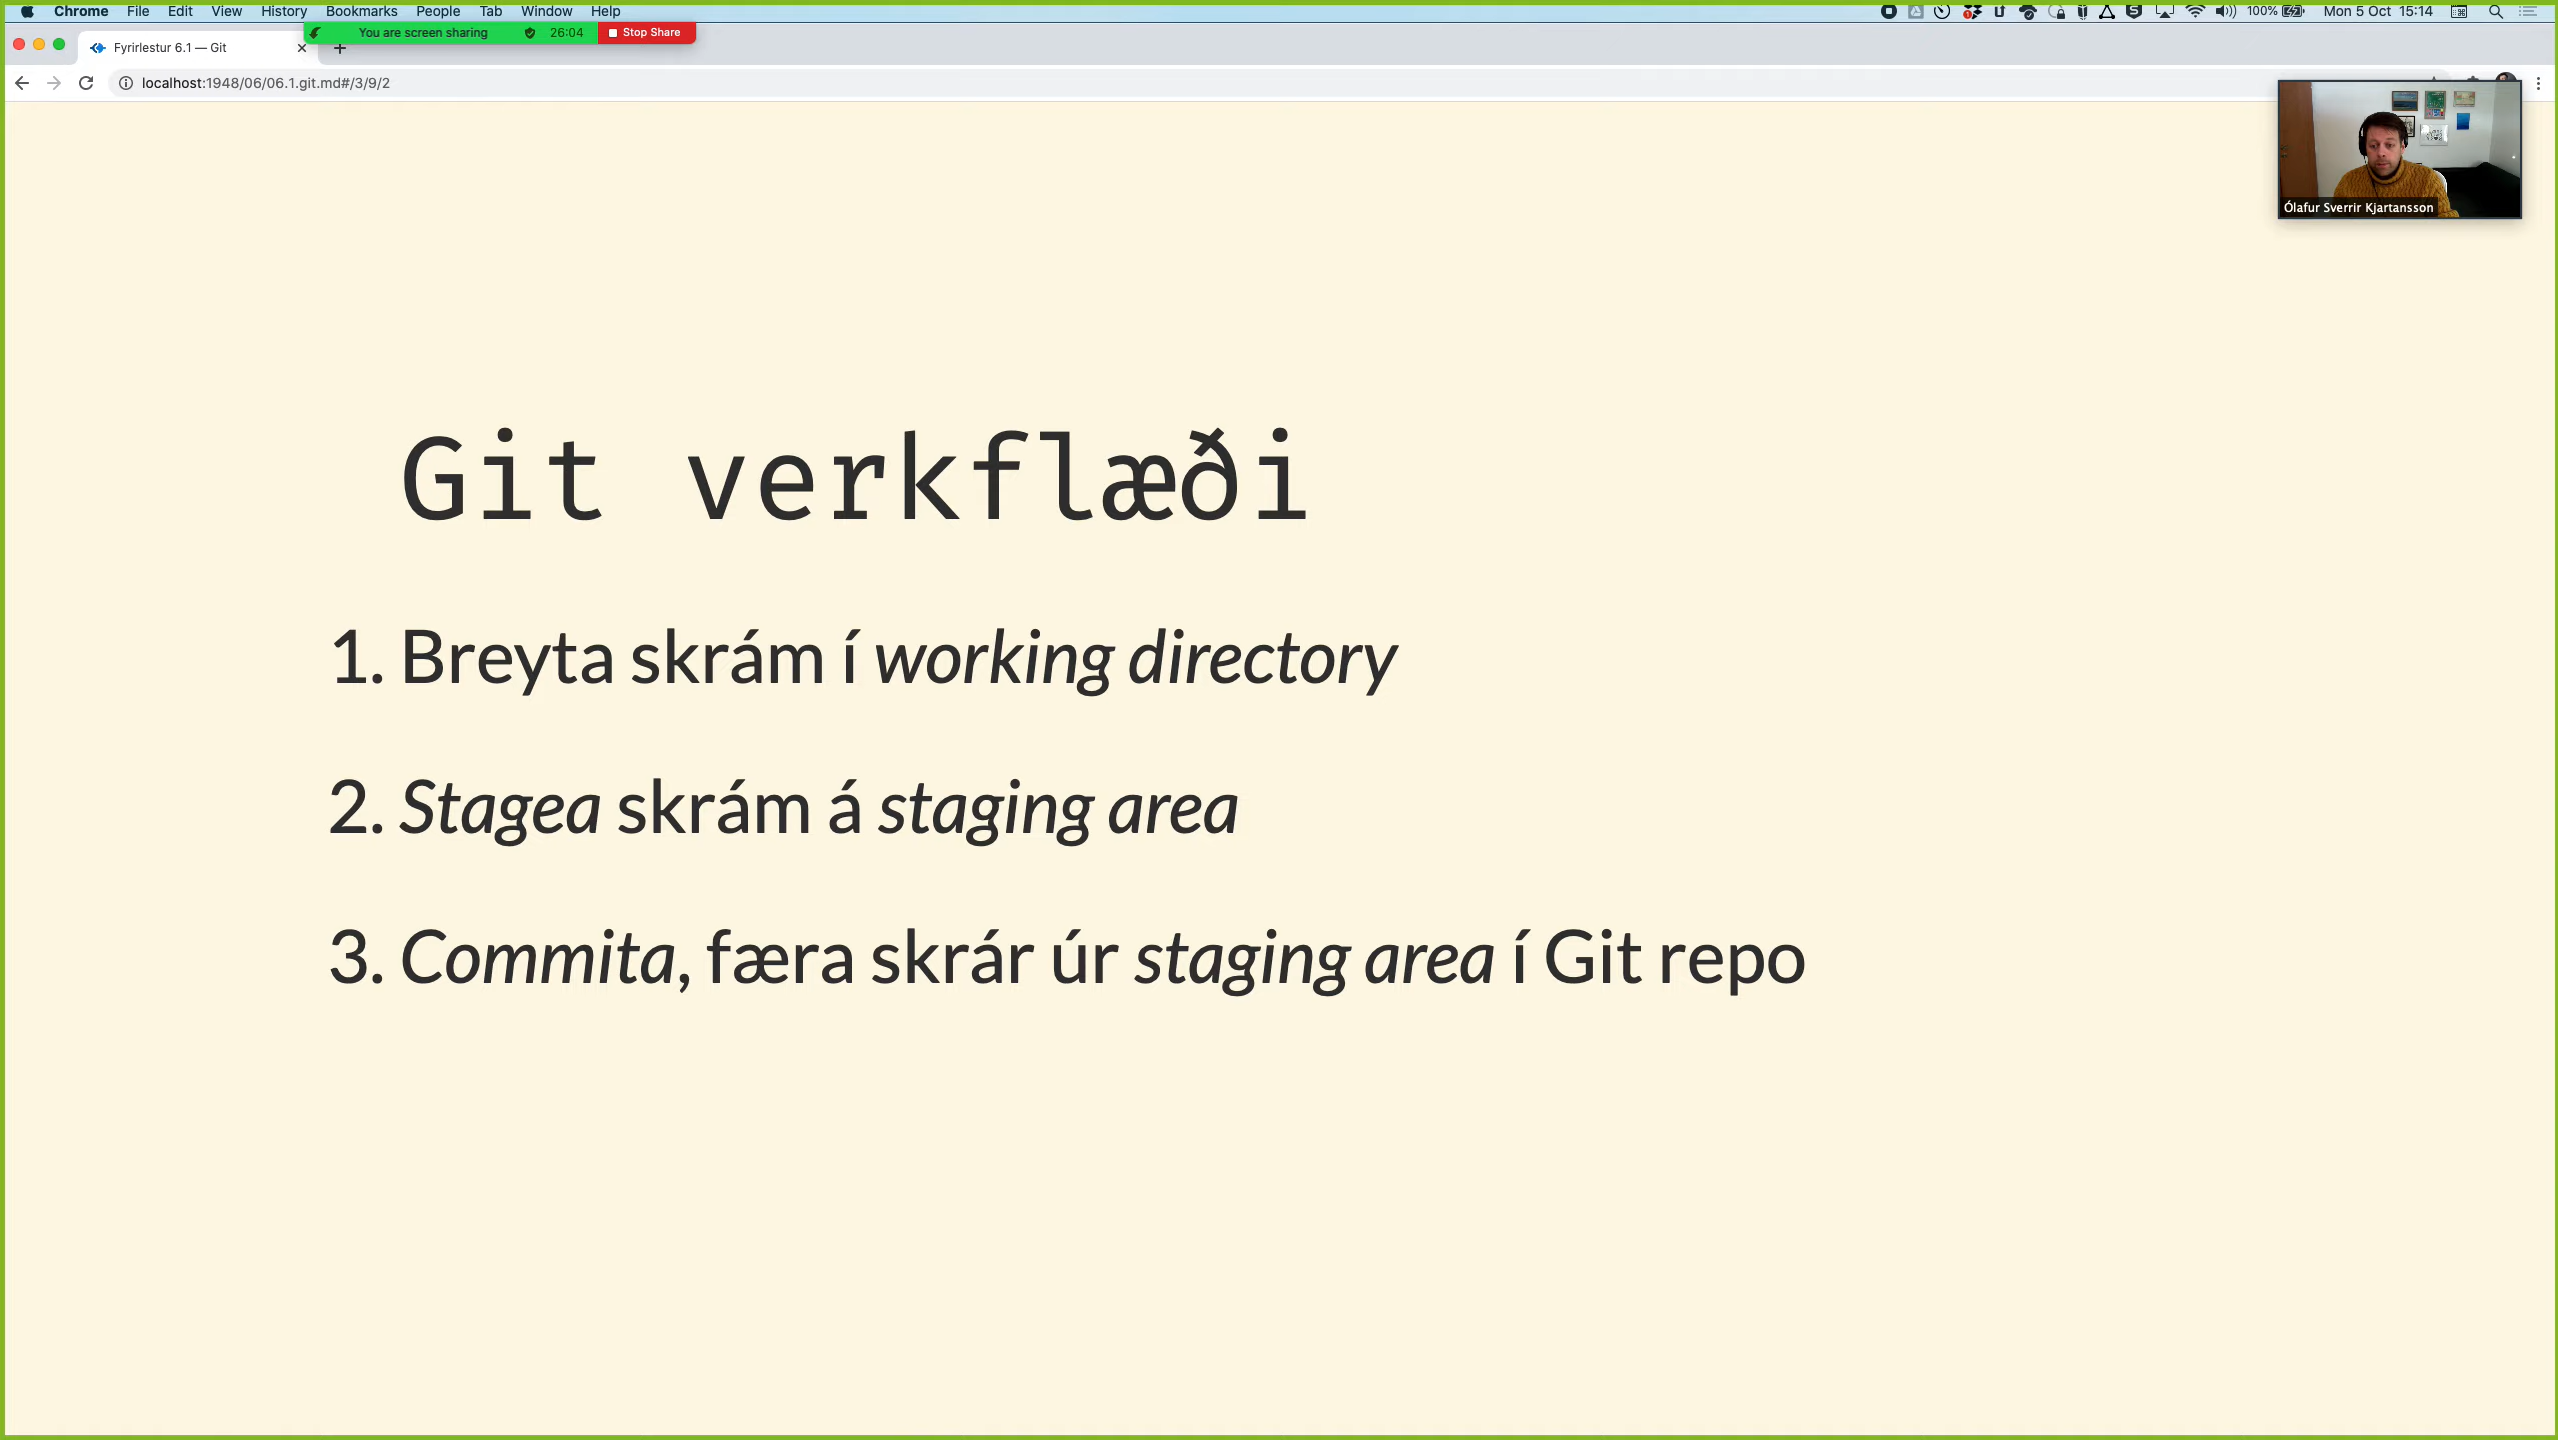 Chrome File Edit View History Bookmarks People Tab Window Help
100% Mon 5 Oct 15:14
You are screen sharing 26:04 Stop Share
Fyrirlestur 6.1 — Git
localhost:1948/06/06.1.git.md#/3/9/2
Ólafur Sverrir Kjartansson
Git verkflæði
1. Breyta skrám í working directory
2. Stagea skrám á staging area
3. Commita, færa skrár úr staging area í Git repo